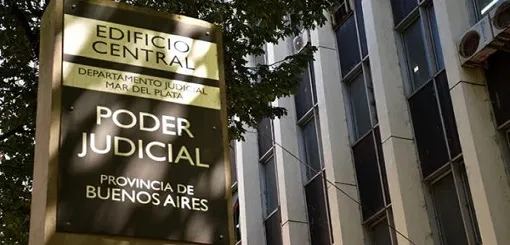 EDIFICIO
CENTRAL
DEPARTAMENTO JUDICIAL
MAR DEL PLATA
PODER
JUDICIAL
PROVINCIA DE
BUENOS AIRES